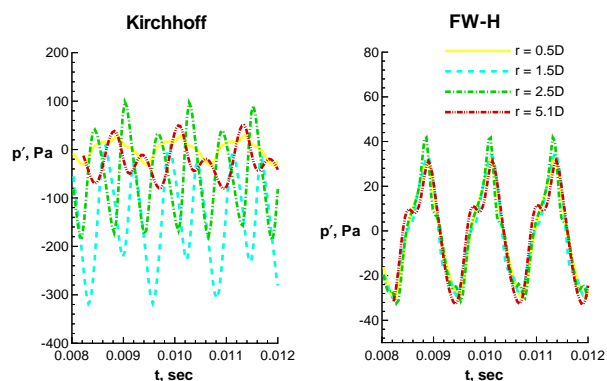 Kirchhoff
200
100
0
-100
-200
-300
-400
p′, Pa
0.008
0.009
0.010
0.011
0.012
t, sec
FW-H
80
60
40
20
0
-20
-40
p′, Pa
0.008
0.009
0.010
0.011
0.012
t, sec
r = 0.5D
r = 1.5D
r = 2.5D
r = 5.1D